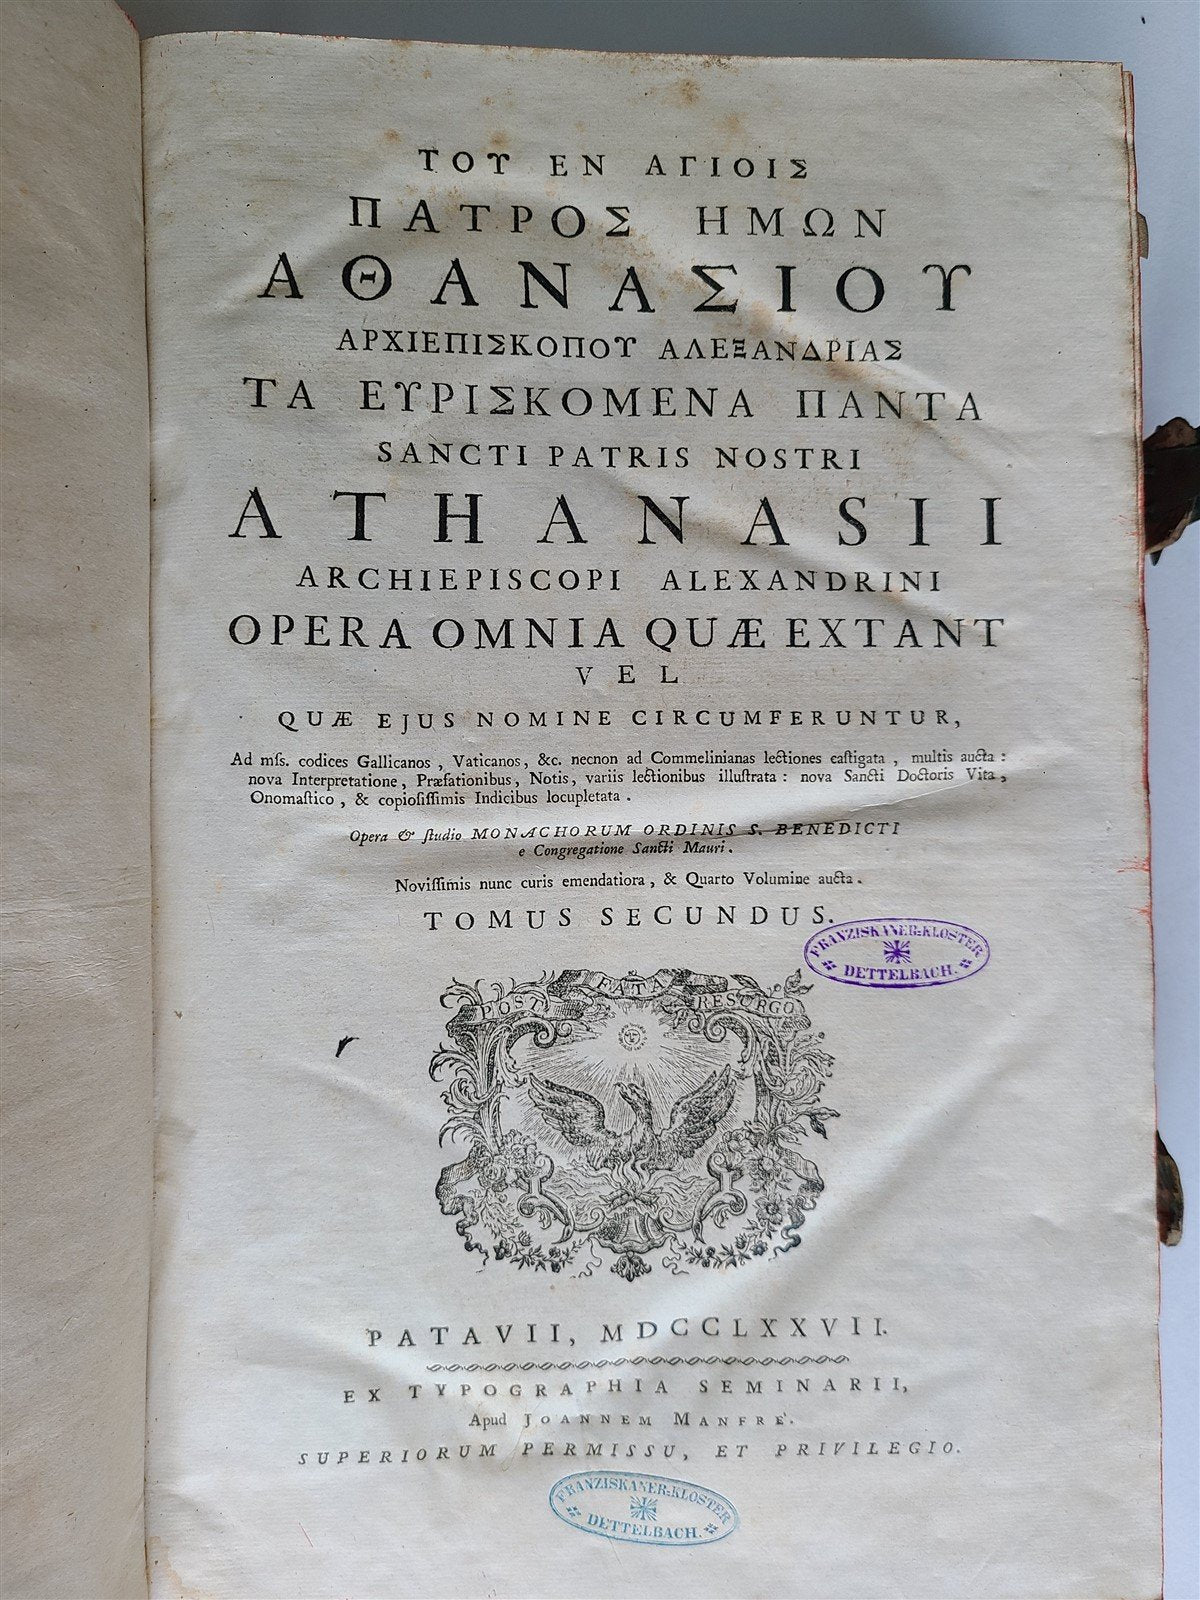 ΤΟΥ ΕΝ ΑΓΙΟΙΣ
ΠΑΤΡΟΣ ΗΜΩΝ
ΑΘΑΝΑΣΙΟΥ
ΑΡΧΙΕΠΙΣΚΟΠΟΥ ΑΛΕΞΑΝΔΡΙΑΣ
ΤΑ ΕΥΡΙΣΚΟΜΕΝΑ ΠΑΝΤΑ
SANCTI PATRIS NOSTRI
ATHANASII
ARCHIEPISCOPI ALEXANDRINI
OPERA OMNIA QUÆ EXTANT
VEL
QUÆ EJUS NOMINE CIRCUMFERUNTUR,
Ad mſs. codices Gallicanos, Vaticanos, &c. necnon ad Commelinianas lectiones caſtigata, multis aucta:
nova Interpretatione, Præfationibus, Notis, variis lectionibus illuſtrata: nova Sancti Doctoris Vita,
Onomaſtico, & copioſiſſimis Indicibus locupletata.
Opera & ſtudio MONACHORUM ORDINIS S. BENEDICTI
e Congregatione Sancti Mauri.
Noviſſimis nunc curis emendatiora, & Quarto Volumine aucta.
TOMUS SECUNDUS.
FRANZISKANER-KLOSTER
DETTELBACH.
POST FATA RESURGO
PATAVII, MDCCLXXVII.
EX TYPOGRAPHIA SEMINARII,
Apud JOANNEM MANFRE'.
SUPERIORUM PERMISSU, ET PRIVILEGIO.
FRANZISKANER-KLOSTER
DETTELBACH.